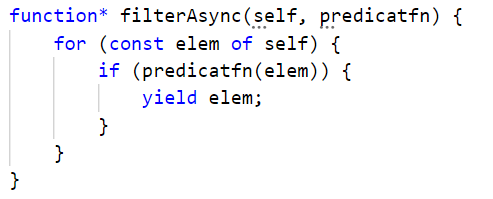 function* filterAsync(self, predicatfn) {
    for (const elem of self) {
        if (predicatfn(elem)) {
            yield elem;
        }
    }
}